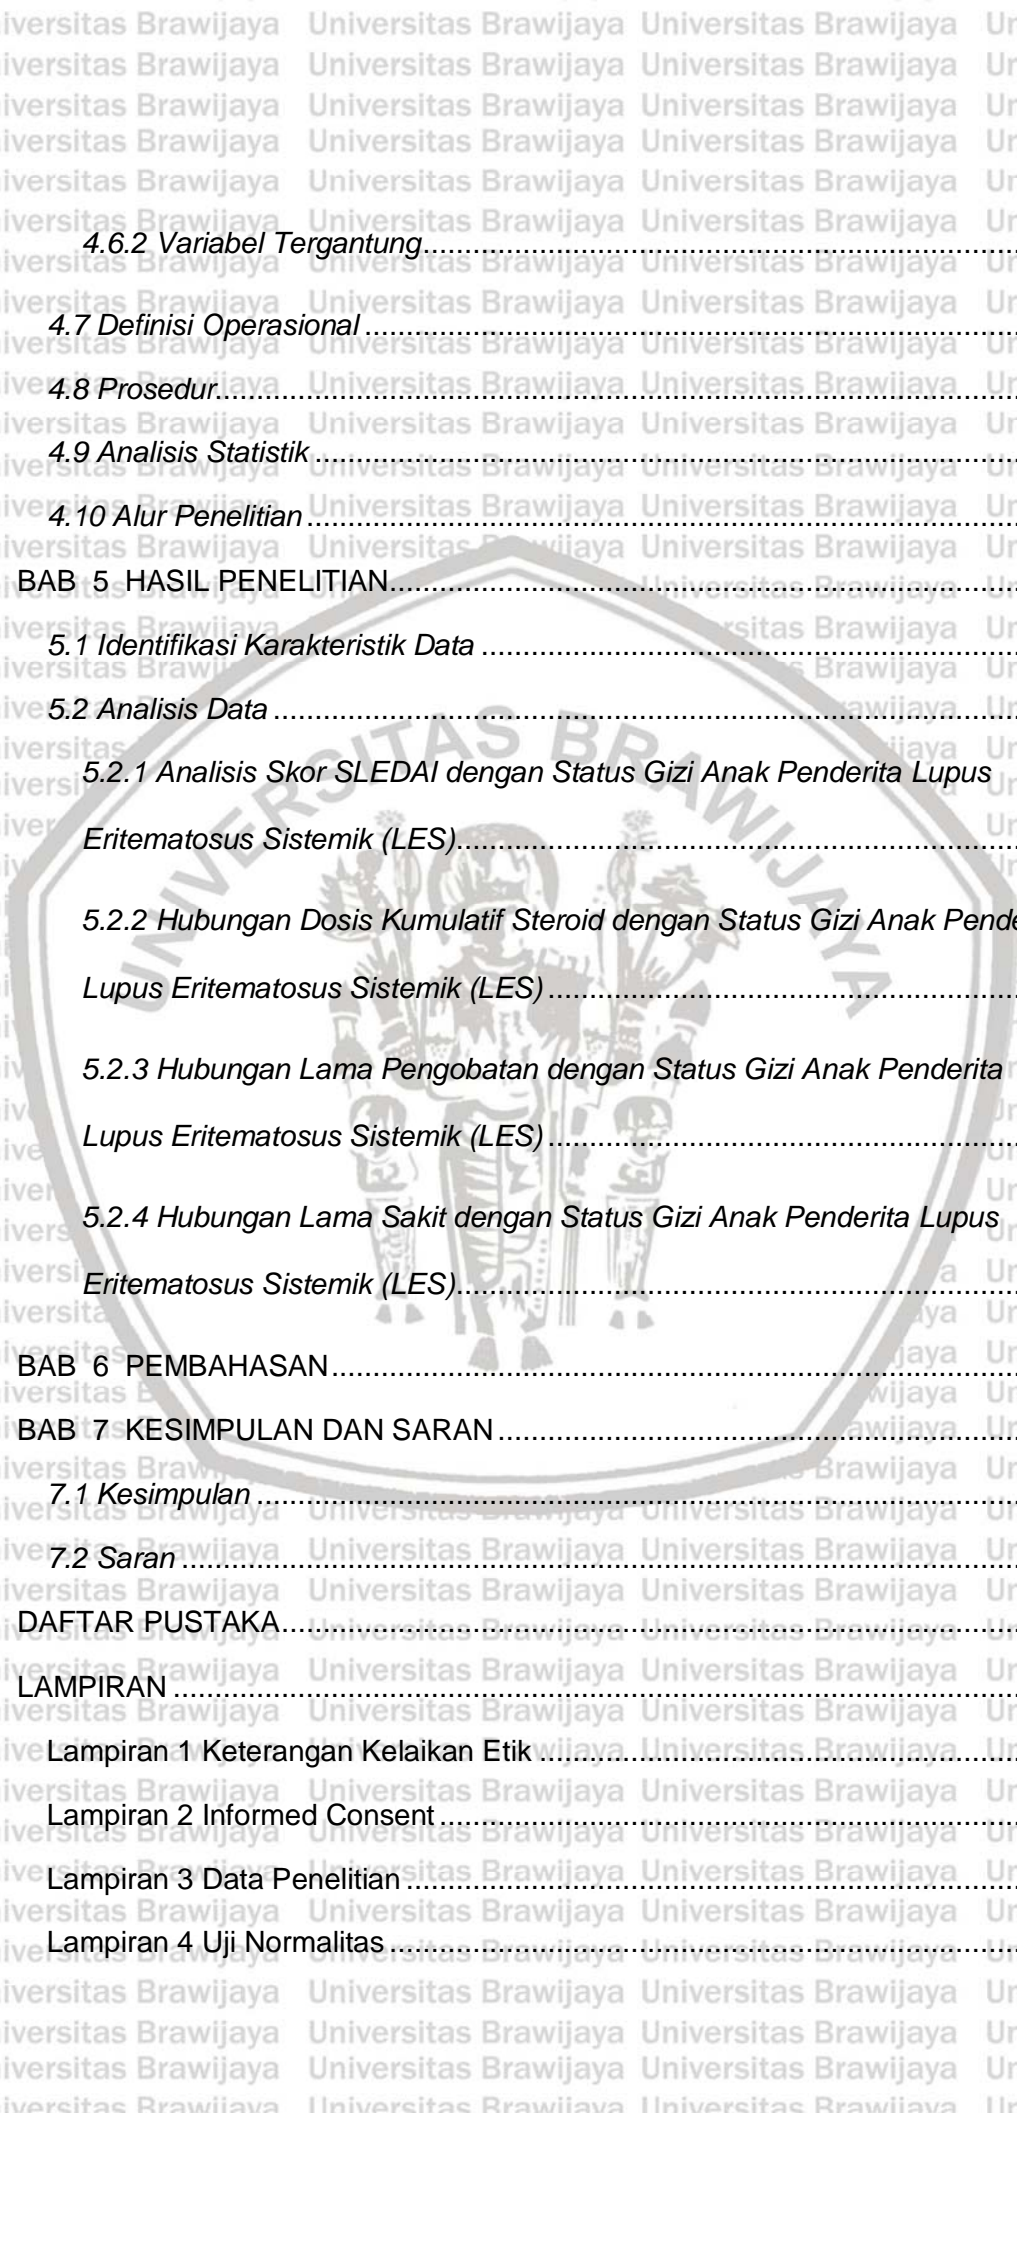 4.6.2 Variabel Tergantung
4.7 Definisi Operasional
4.8 Prosedur
4.9 Analisis Statistik
4.10 Alur Penelitian
BAB 5 HASIL PENELITIAN
5.1 Identifikasi Karakteristik Data
5.2 Analisis Data
UNIVERSITAS BRAWIJAYA
5.2.1 Analisis Skor SLEDAI dengan Status Gizi Anak Penderita Lupus
Eritematosus Sistemik (LES)
5.2.2 Hubungan Dosis Kumulatif Steroid dengan Status Gizi Anak Pende
Lupus Eritematosus Sistemik (LES)
5.2.3 Hubungan Lama Pengobatan dengan Status Gizi Anak Penderita
Lupus Eritematosus Sistemik (LES)
5.2.4 Hubungan Lama Sakit dengan Status Gizi Anak Penderita Lupus
Eritematosus Sistemik (LES)
BAB 6 PEMBAHASAN
BAB 7 KESIMPULAN DAN SARAN
7.1 Kesimpulan
7.2 Saran
DAFTAR PUSTAKA
LAMPIRAN
Lampiran 1 Keterangan Kelaikan Etik
Lampiran 2 Informed Consent
Lampiran 3 Data Penelitian
Lampiran 4 Uji Normalitas